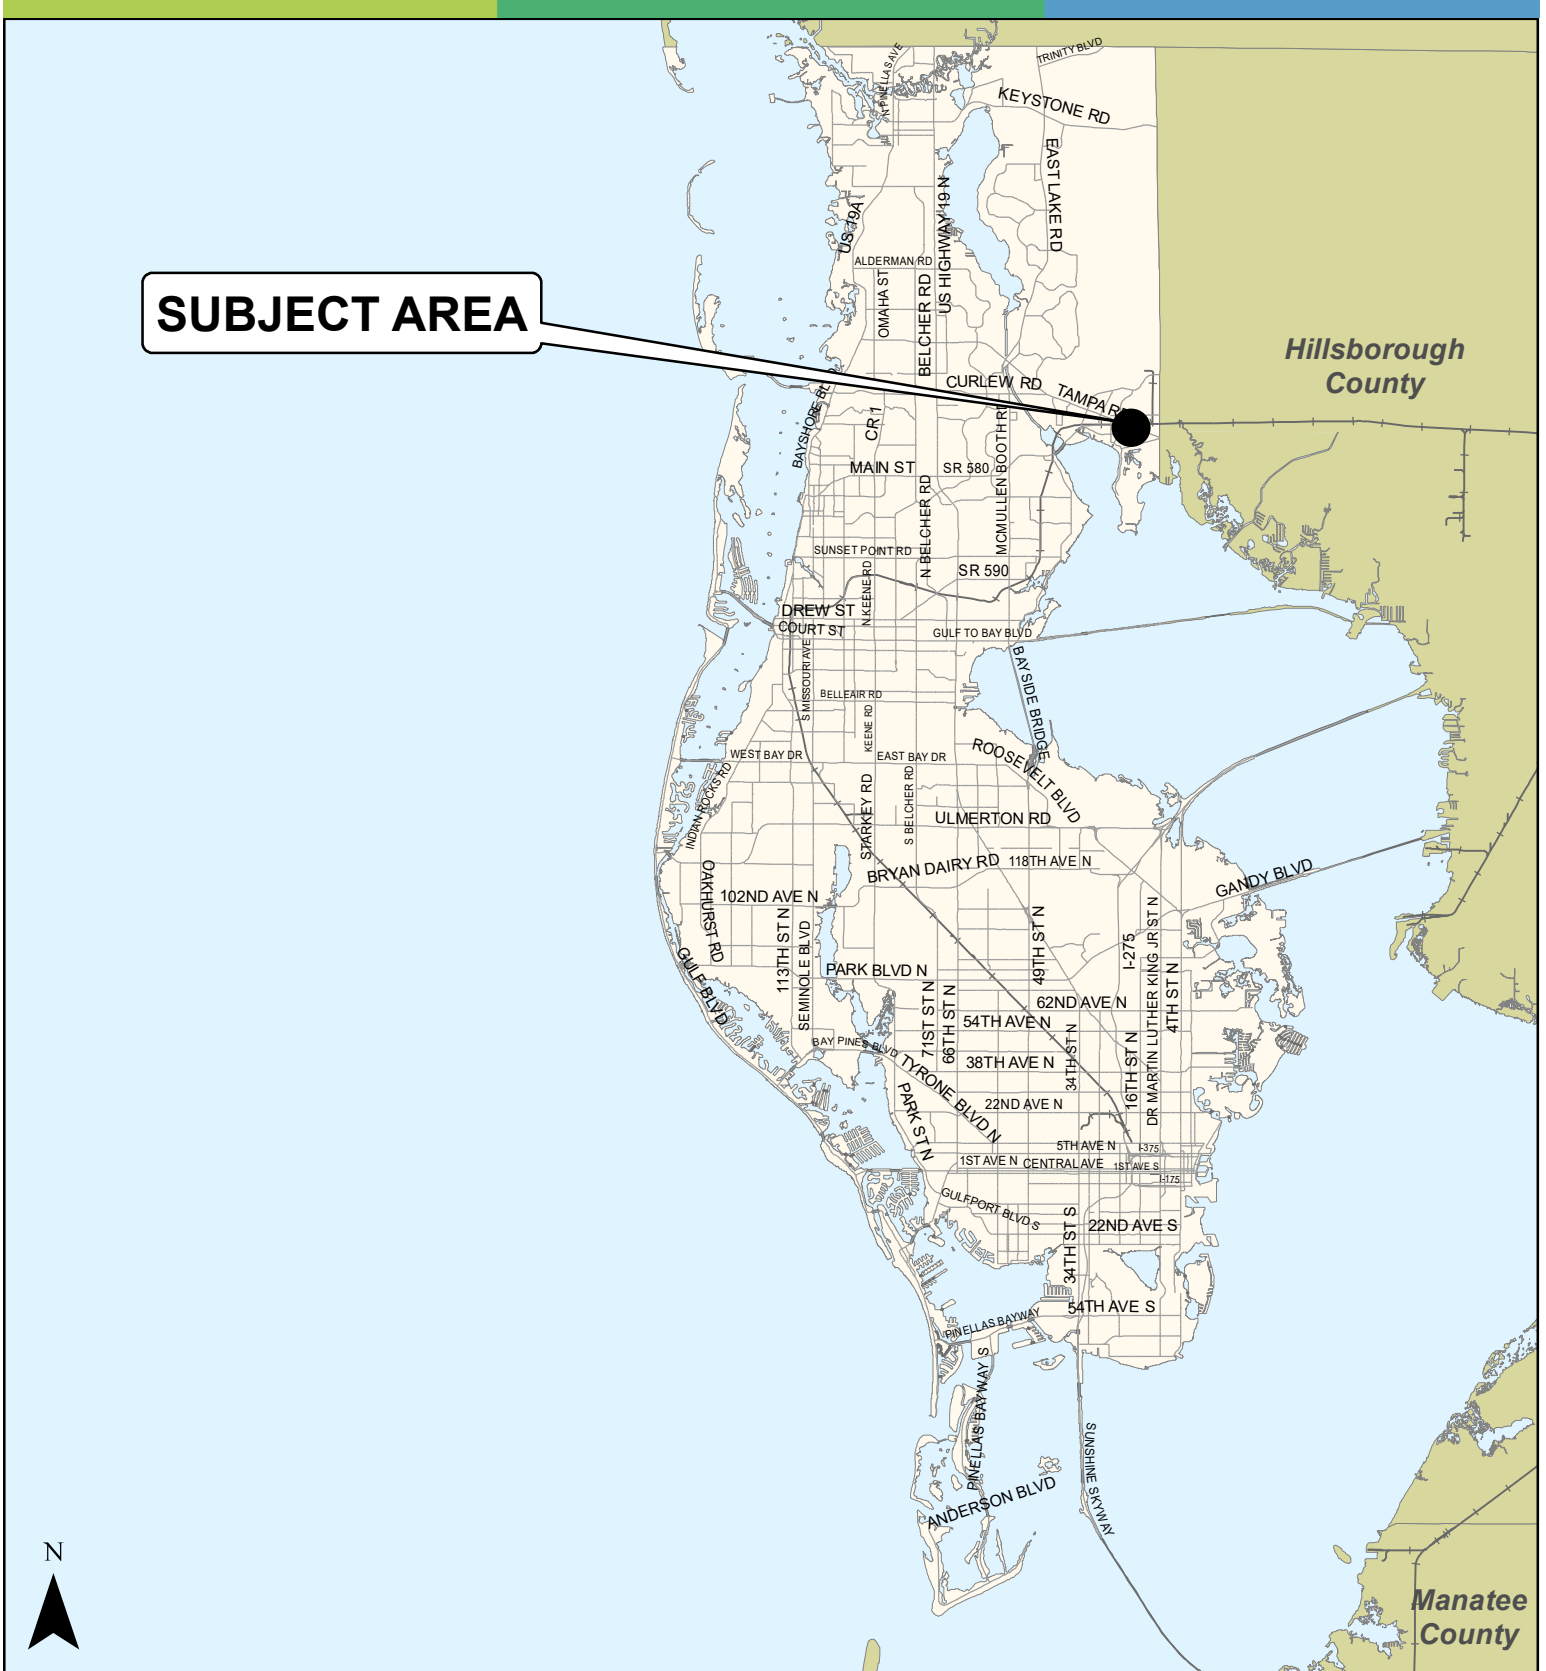 TRINITY BLVD
N PINELLAS AVE
KEYSTONE RD
EAST LAKE RD
US HIGHWAY 19 N
US 19A
ALDERMAN RD
OMAHA ST
BELCHER RD
SUBJECT AREA
Hillsborough
County
CURLEW RD
TAMPA RD
BAYSHORE BLVD
CR 1
MCMULLEN BOOTH RD
MAIN ST
SR 580
N BELCHER RD
SUNSET POINT RD
SR 590
N KEENE RD
DREW ST
COURT ST
GULF TO BAY BLVD
S MISSOURI AVE
BAYSIDE BRIDGE
BELLEAIR RD
KEENE RD
WEST BAY DR
EAST BAY DR
ROOSEVELT BLVD
INDIAN ROCKS RD
STARKEY RD
S BELCHER RD
ULMERTON RD
BRYAN DAIRY RD
118TH AVE N
GANDY BLVD
OAKHURST RD
102ND AVE N
113TH ST N
SEMINOLE BLVD
49TH ST N
I-275
DR MARTIN LUTHER KING JR ST N
4TH ST N
GULF BLVD
PARK BLVD N
71ST ST N
66TH ST N
62ND AVE N
54TH AVE N
34TH ST N
16TH ST N
BAY PINES BLVD
TYRONE BLVD N
38TH AVE N
PARK ST N
22ND AVE N
5TH AVE N
I-375
1ST AVE N
CENTRAL AVE
1ST AVE S
I-175
GULFPORT BLVD S
34TH ST S
22ND AVE S
54TH AVE S
PINELLAS BAYWAY
PINELLAS BAYWAY S
SUNSHINE SKYWAY
ANDERSON BLVD
N
Manatee
County